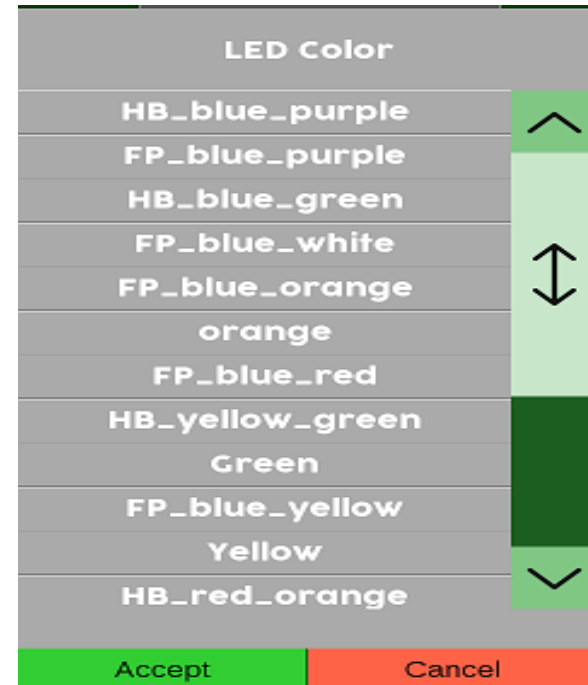 LED Color
HB_blue_purple
FP_blue_purple
HB_blue_green
FP_blue_white
FP_blue_orange
orange
FP_blue_red
HB_yellow_green
Green
FP_blue_yellow
Yellow
HB_red_orange
Accept Cancel